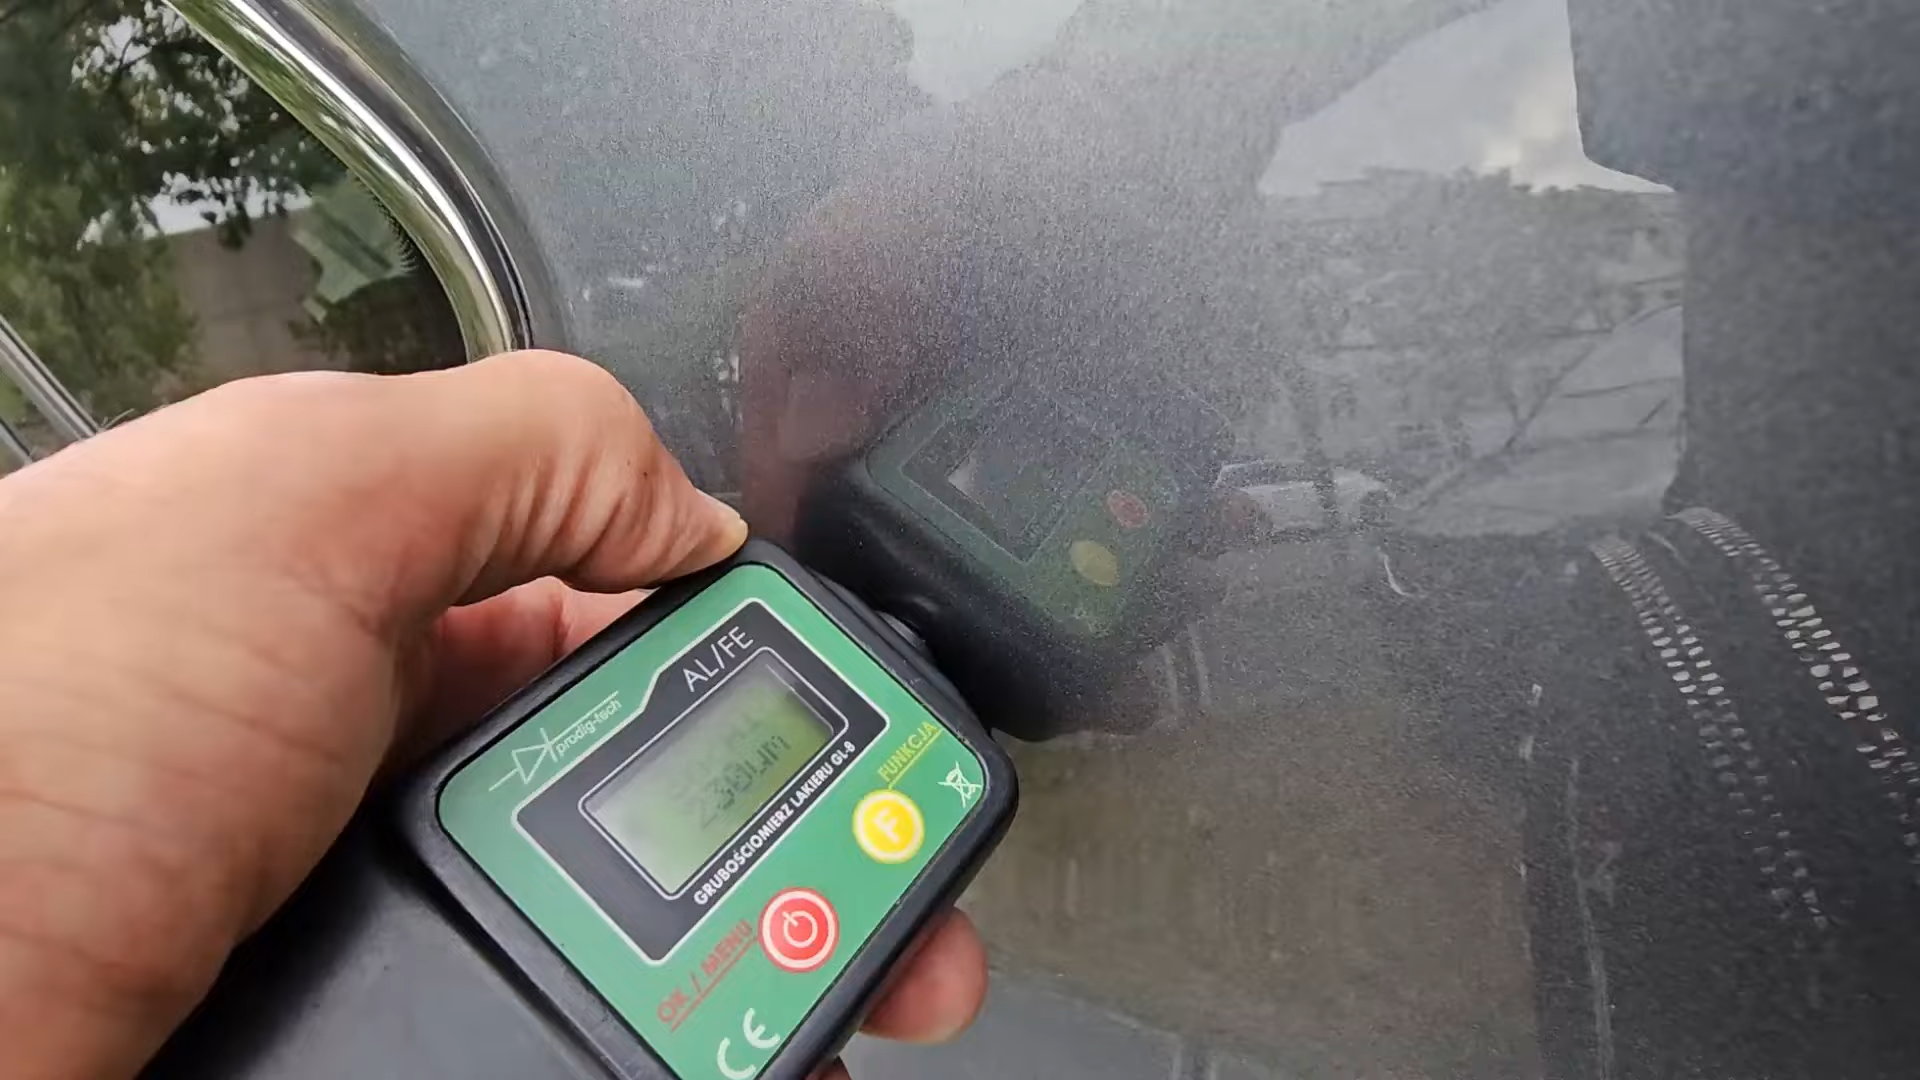 prodig-tech
AL/FE
GRUBOŚCIOMIERZ LAKIERU GL-8
FUNKCJA
F
OK / MENU
CE